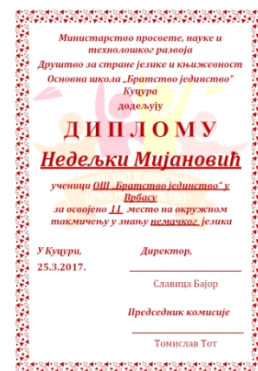 Министарство просвете, науке и
технолошког развоја
Друштво за стране језике и књижевност
Основна школа „Братство јединство"
Куцура
додељују
ДИПЛОМУ
Недељки Мијановић
ученици ОШ „Братство јединство" у
Врбасу
за освојено 11 место на окружном
такмичењу у знању немачког језика
У Куцури, Директор,
25.3.2017.
Славица Бајор
Председник комисије
Томислав Тот